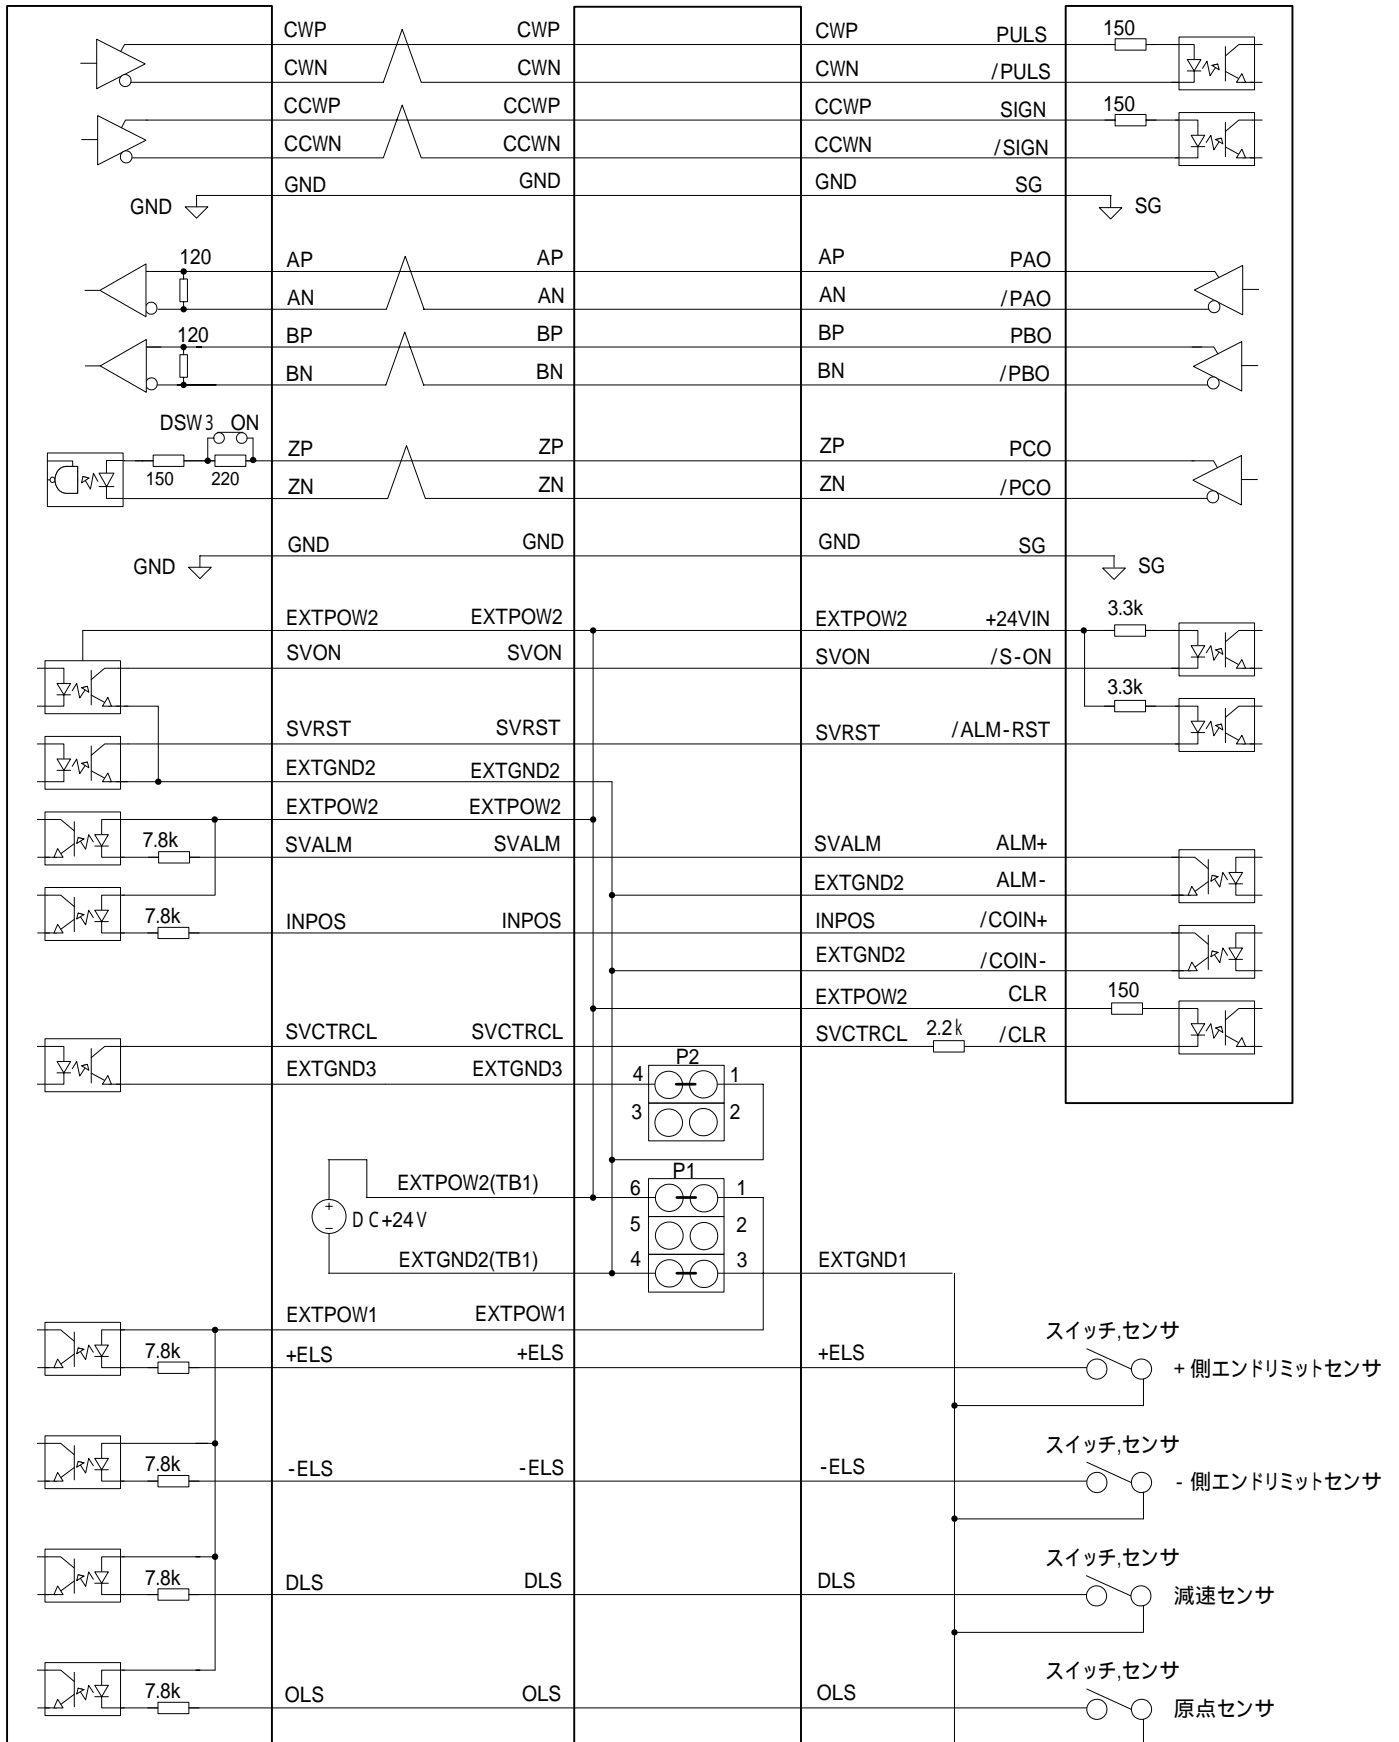 CWP CWP CWP PULS 150
CWN CWN CWN /PULS
CCWP CCWP CCWP SIGN 150
CCWN CCWN CCWN /SIGN
GND GND GND SG
GND SG
120 AP AP AP PAO
AN AN AN /PAO
120 BP BP BP PBO
BN BN BN /PBO
DSW3 ON
ZP ZP ZP PCO
150 220 ZN ZN ZN /PCO
GND GND GND SG
GND SG
EXTPOW2 EXTPOW2 EXTPOW2 +24VIN 3.3k
SVON SVON SVON /S-ON
3.3k
SVRST SVRST SVRST /ALM-RST
EXTGND2 EXTGND2
EXTPOW2 EXTPOW2
7.8k SVALM SVALM SVALM ALM+
EXTGND2 ALM-
7.8k INPOS INPOS INPOS /COIN+
EXTGND2 /COIN-
EXTPOW2 CLR 150
SVCTRCL SVCTRCL SVCTRCL 2.2k /CLR
EXTGND3 EXTGND3 P2
4 1
3 2
P1
EXTPOW2(TB1) 6 1
+ − DC+24V 5 2
EXTGND2(TB1) 4 3 EXTGND1
EXTPOW1 EXTPOW1
スイッチ,センサ
7.8k +ELS +ELS +ELS +側エンドリミットセンサ
スイッチ,センサ
7.8k -ELS -ELS -ELS -側エンドリミットセンサ
スイッチ,センサ
7.8k DLS DLS DLS 減速センサ
スイッチ,センサ
7.8k OLS OLS OLS 原点センサ